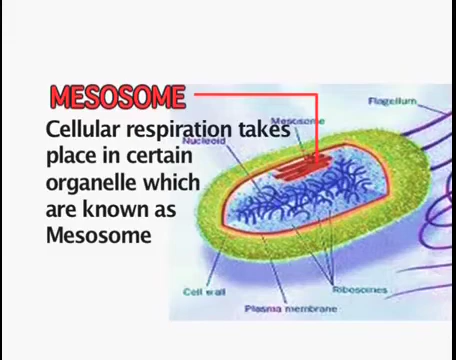 MESOSOME
Flagellum
Mesosome
Cellular respiration takes
Nucleoid
place in certain
organelle which
are known as
Mesosome
Cell wall
Ribosomes
Plasma membrane